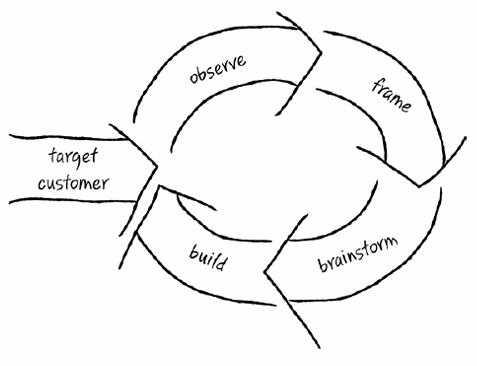 target
customer
observe
frame
brainstorm
build